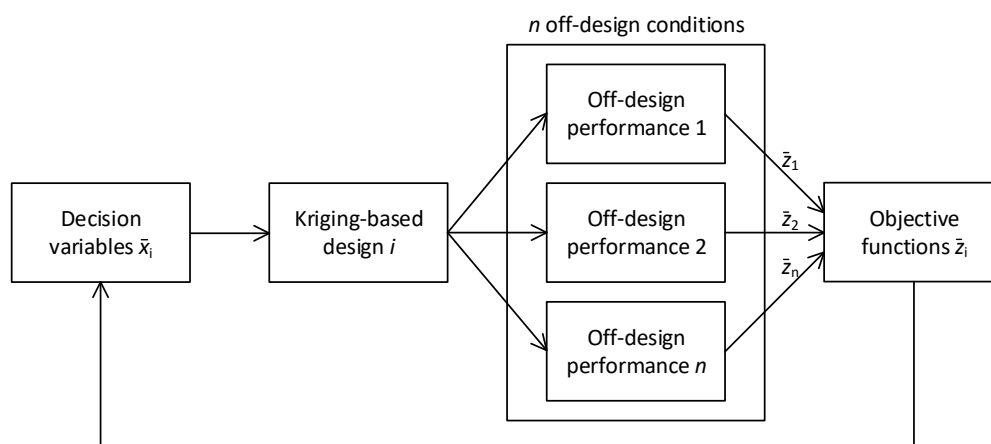 n off-design conditions
Off-design
performance 1
Decision
variables x̄ᵢ
Kriging-based
design i
Off-design
performance 2
Off-design
performance n
z̄₁
z̄₂
z̄ₙ
Objective
functions z̄ᵢ